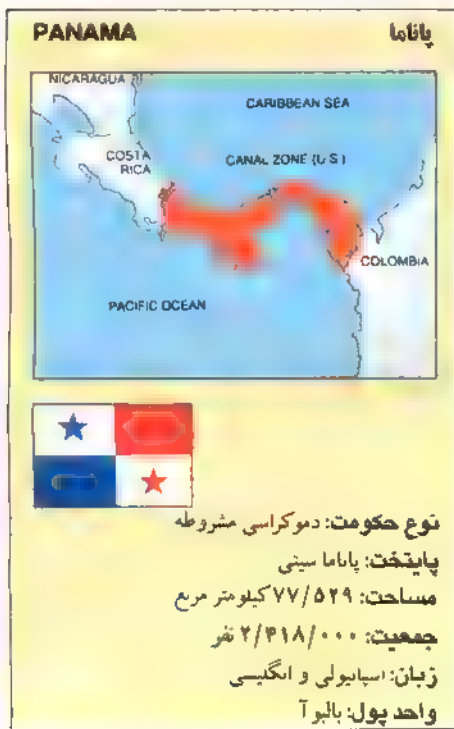 PANAMA پاناما
NICARAGUA
CARIBBEAN SEA
COSTA RICA
CANAL ZONE (U S)
COLOMBIA
PACIFIC OCEAN
نوع حکومت: دموکراسی مشروطه
پایتخت: پاناما سیتی
مساحت: ۷۷/۵۲۹ کیلومتر مربع
جمعیت: ۲/۴۱۸/۰۰۰ نفر
زبان: اسپانیولی و انگلیسی
واحد پول: بالبوآ